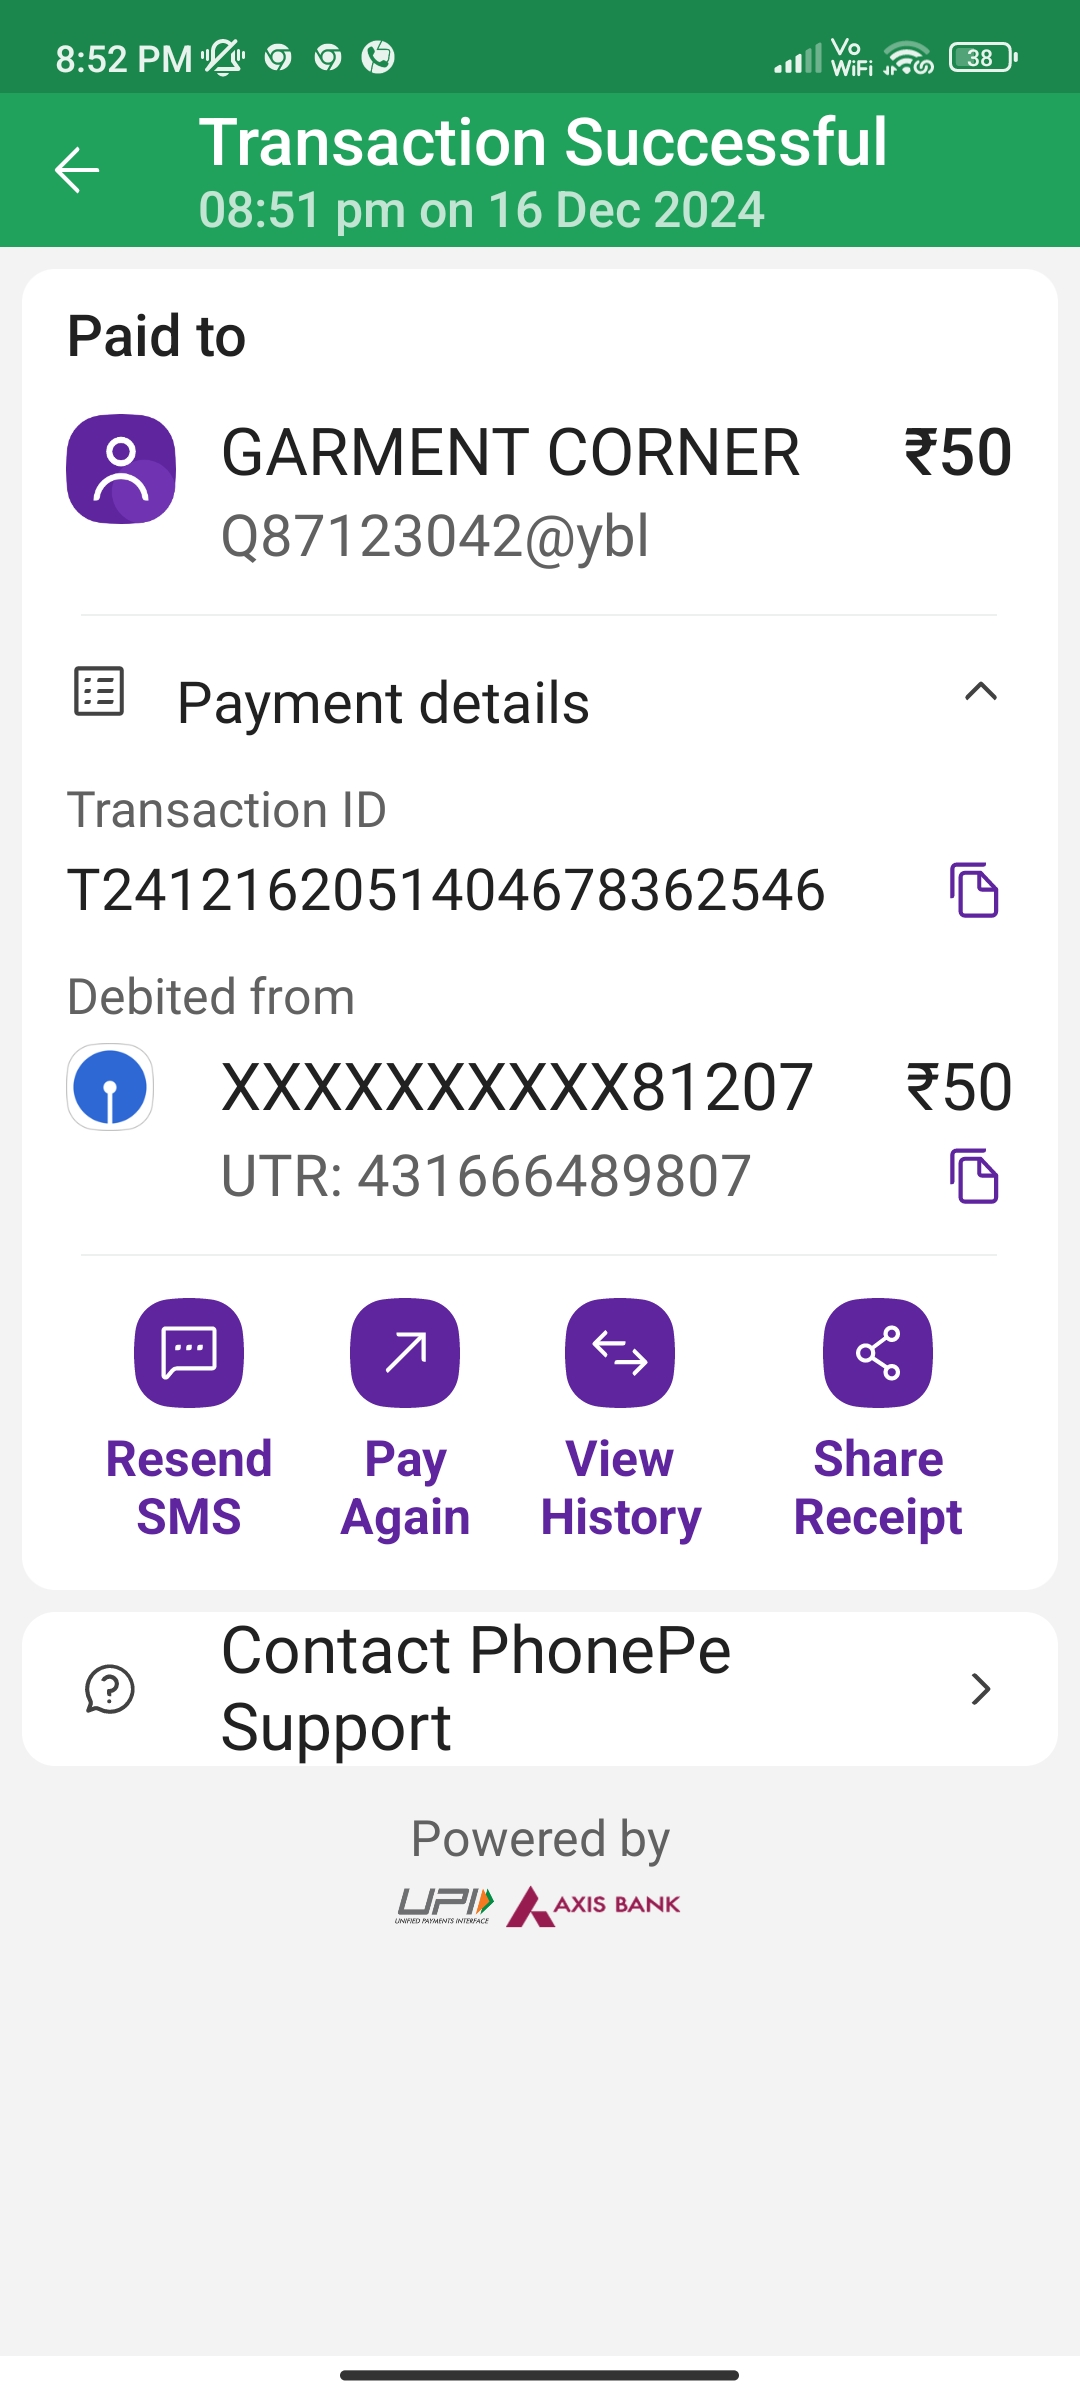 8:52 PM
Vo
WiFi
38
Transaction Successful
08:51 pm on 16 Dec 2024
Paid to
GARMENT CORNER ₹50
Q87123042@ybl
Payment details
Transaction ID
T2412162051404678362546
Debited from
XXXXXXXXXX81207 ₹50
UTR: 431666489807
Resend SMS
Pay Again
View History
Share Receipt
Contact PhonePe
Support
Powered by
UPI AXIS BANK
UNIFIED PAYMENTS INTERFACE